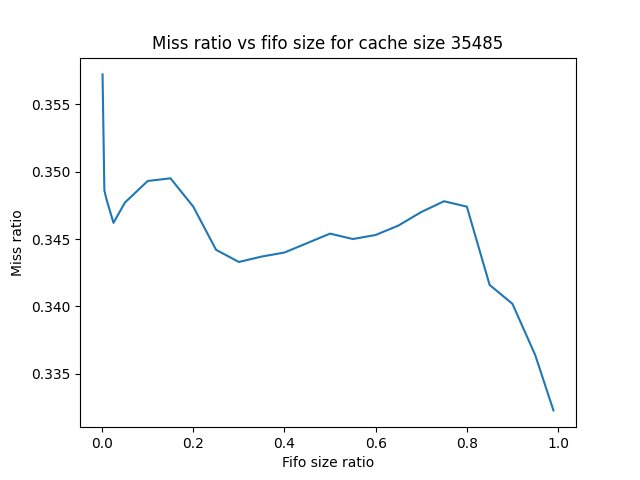 Miss ratio vs fifo size for cache size 35485
0.355
0.350
0.345
0.340
0.335
Miss ratio
0.0 0.2 0.4 0.6 0.8 1.0
Fifo size ratio